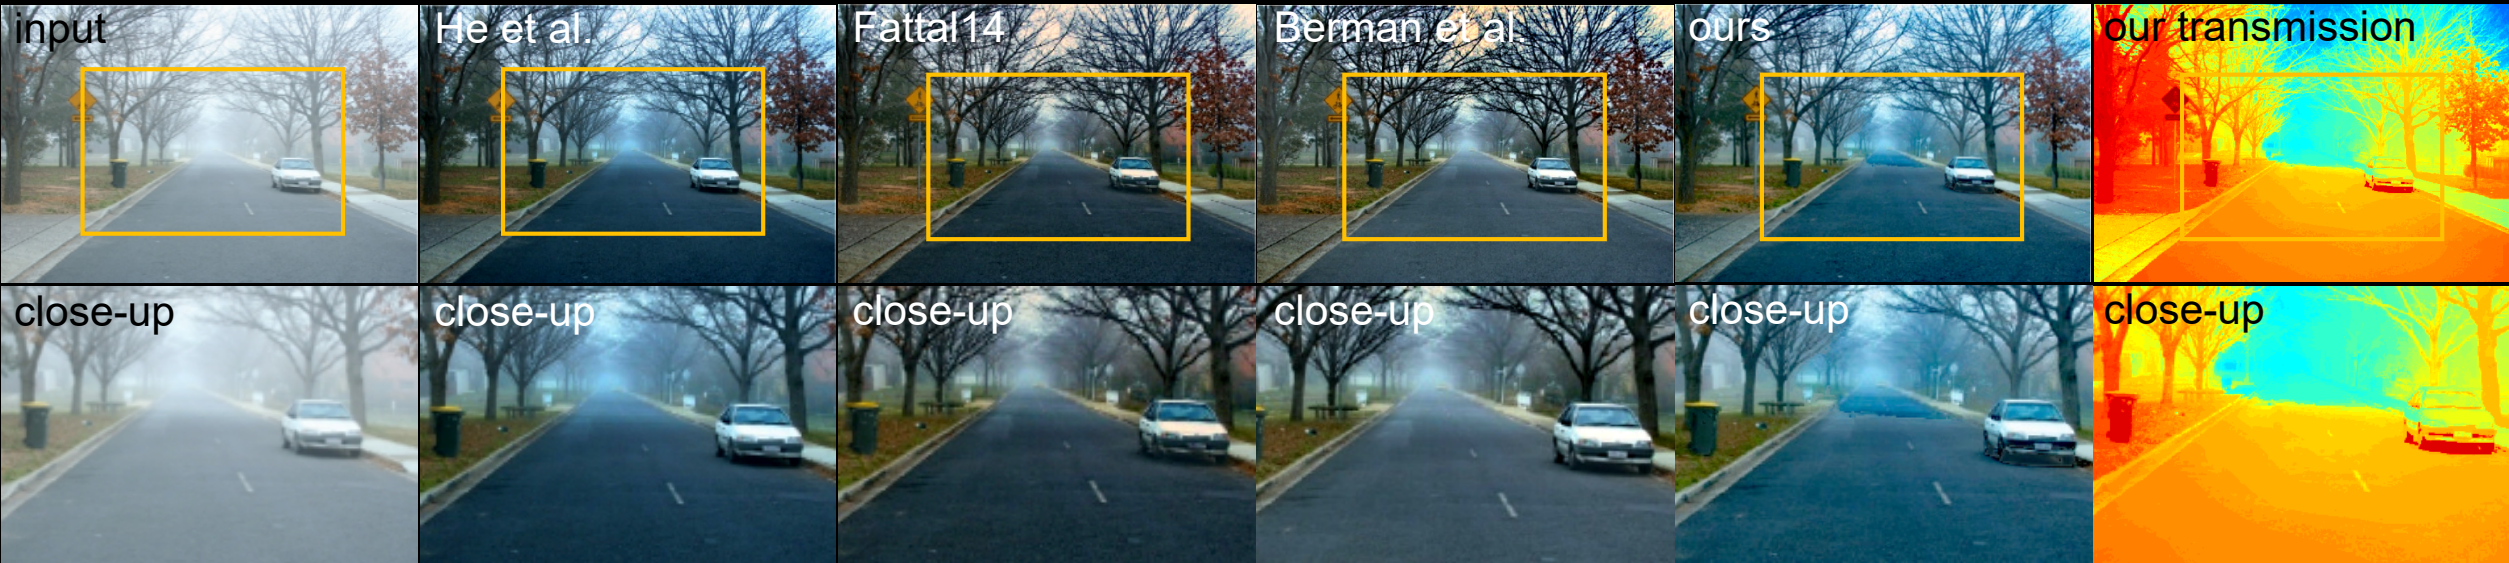 input
He et al.
Fattal14
Berman et al.
ours
our transmission
close-up
close-up
close-up
close-up
close-up
close-up